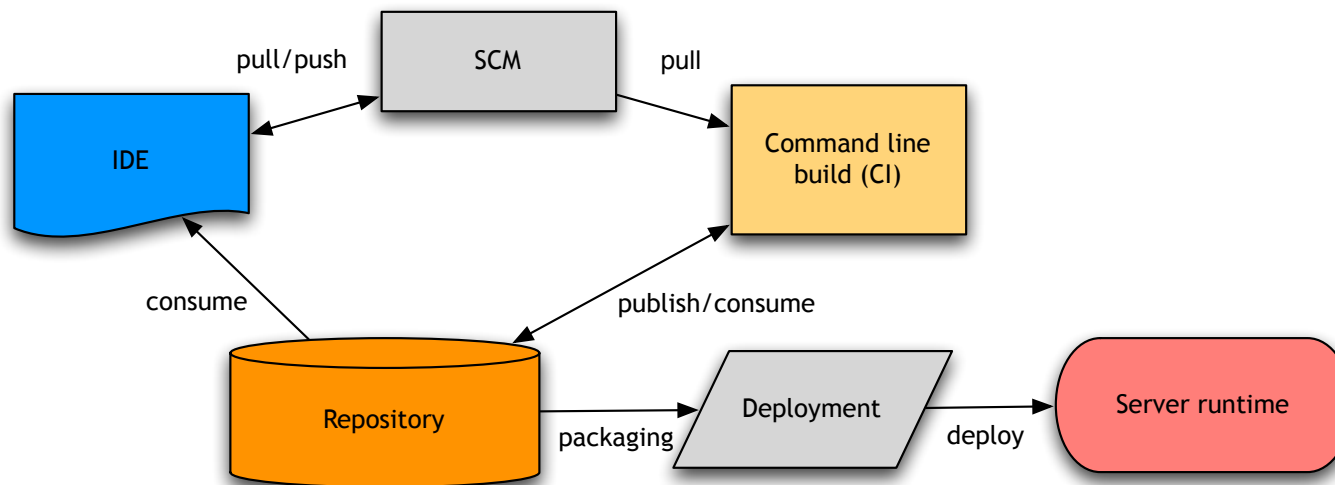 pull/push
SCM
pull
IDE
Command line
build (CI)
consume
publish/consume
Repository
packaging
Deployment
deploy
Server runtime